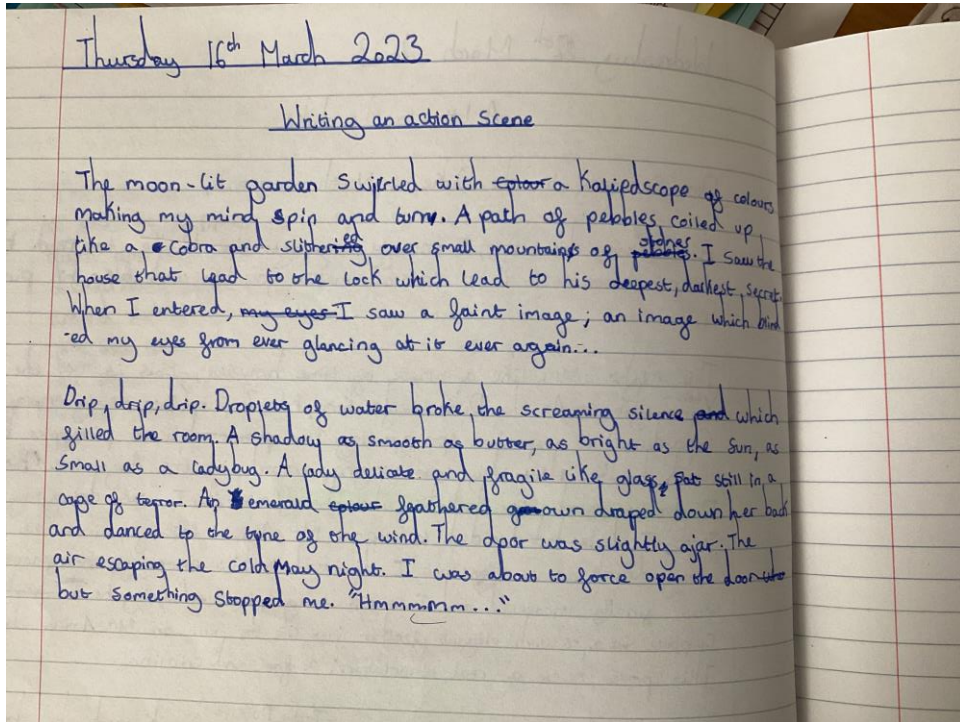 Thursday 16th March 2023
Writing an action scene
The moon-lit garden swirled with a Kaliedscope of colours
making my mind spin and turn. A path of pebbles coiled up
like a cobra and slithered over small mountains of stones. I saw the
house that lead to the lock which lead to his deepest, darkest, secret.
When I entered, I saw a faint image; an image which blind
-ed my eyes from ever glancing at it ever again...
Drip, drip, drip. Droplets of water broke the screaming silence which
filled the room. A shadow as smooth as butter, as bright as the sun, as
small as a ladybug. A lady delicate and fragile like glass, sat still in a
cage of terror. An emerald feathered gown draped down her back
and danced to the tune of the wind. The door was slightly ajar. The
air escaping the cold May night. I was about to force open the door
but something stopped me. "Hmmmmm..."